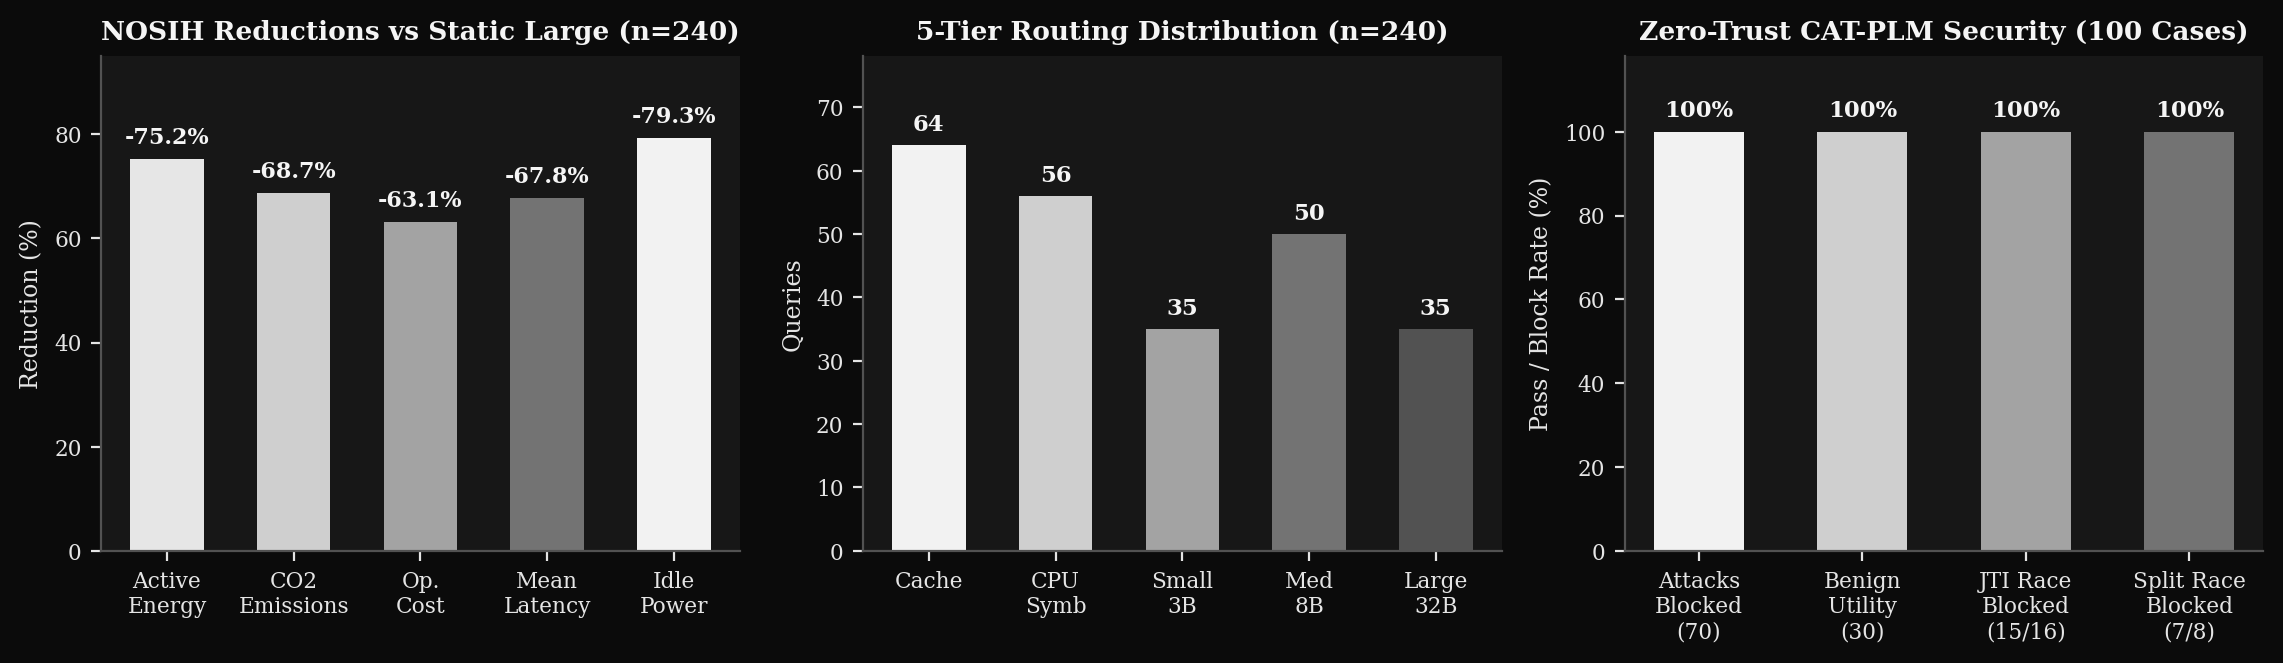 NOSIH Reductions vs Static Large (n=240)
Reduction (%)
80
60
40
20
0
-75.2%
-68.7%
-63.1%
-67.8%
-79.3%
Active
Energy
CO2
Emissions
Op.
Cost
Mean
Latency
Idle
Power
5-Tier Routing Distribution (n=240)
Queries
70
60
50
40
30
20
10
0
64
56
35
50
35
Cache
CPU
Symb
Small
3B
Med
8B
Large
32B
Zero-Trust CAT-PLM Security (100 Cases)
Pass / Block Rate (%)
100
80
60
40
20
0
100%
100%
100%
100%
Attacks
Blocked
(70)
Benign
Utility
(30)
JTI Race
Blocked
(15/16)
Split Race
Blocked
(7/8)